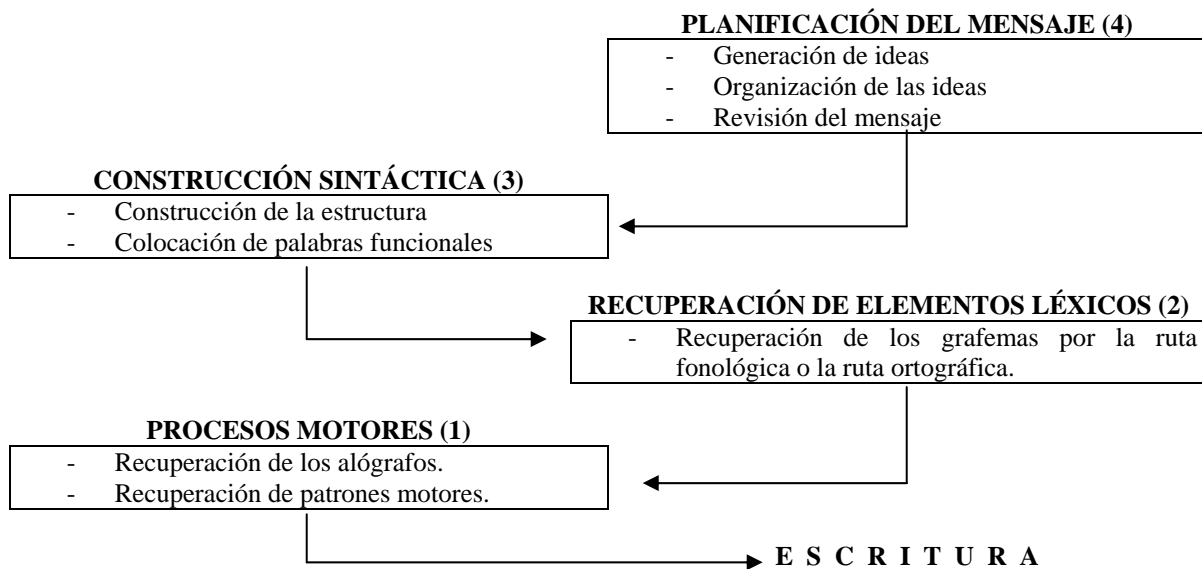 PLANIFICACIÓN DEL MENSAJE (4)
- Generación de ideas
- Organización de las ideas
- Revisión del mensaje
CONSTRUCCIÓN SINTÁCTICA (3)
- Construcción de la estructura
- Colocación de palabras funcionales
RECUPERACIÓN DE ELEMENTOS LÉXICOS (2)
- Recuperación de los grafemas por la ruta
fonológica o la ruta ortográfica.
PROCESOS MOTORES (1)
- Recuperación de los alógrafos.
- Recuperación de patrones motores.
E S C R I T U R A